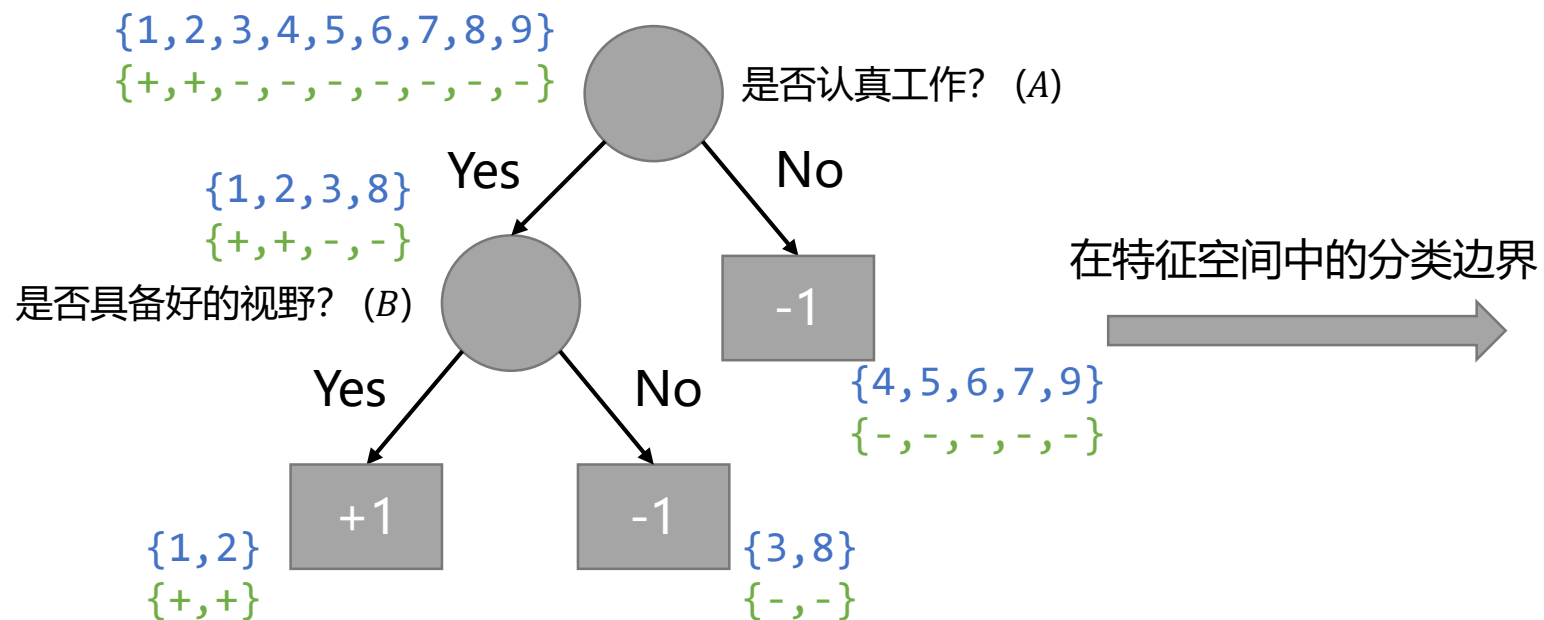 {1,2,3,4,5,6,7,8,9}
{+,+,-,-,-,-,-,-,-}
是否认真工作? (A)
Yes
No
{1,2,3,8}
{+,+,-,-}
是否具备好的视野? (B)
-1
在特征空间中的分类边界
{4,5,6,7,9}
{-,-,-,-,-}
Yes
No
+1
-1
{1,2}
{+,+}
{3,8}
{-,-}